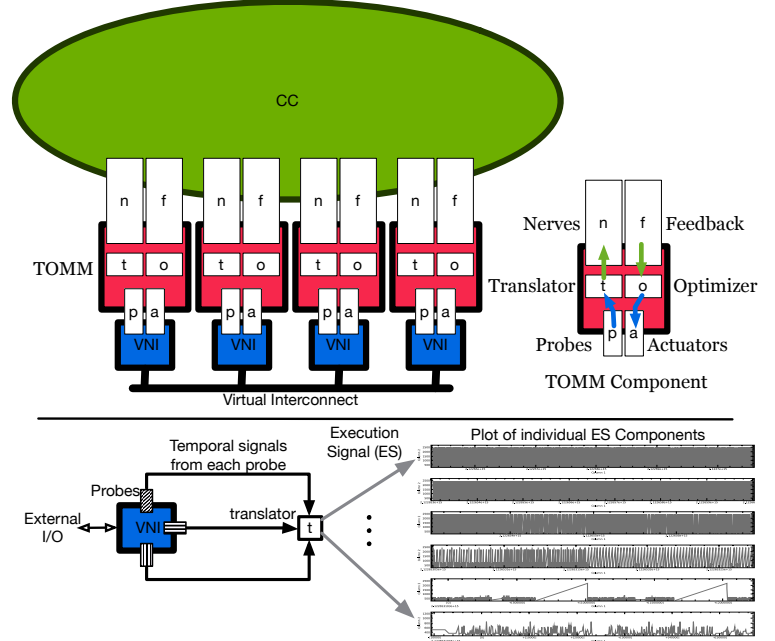 CC
n f n f n f n f
n f
Nerves
Feedback
TOMM
t o t o t o t o
Translator
t o
Optimizer
p a p a p a p a
p a
VNI VNI VNI VNI
Probes
Actuators
TOMM Component
Virtual Interconnect
Temporal signals
from each probe
Execution
Signal (ES)
Plot of individual ES Components
Probes
External
I/O
VNI
translator
t